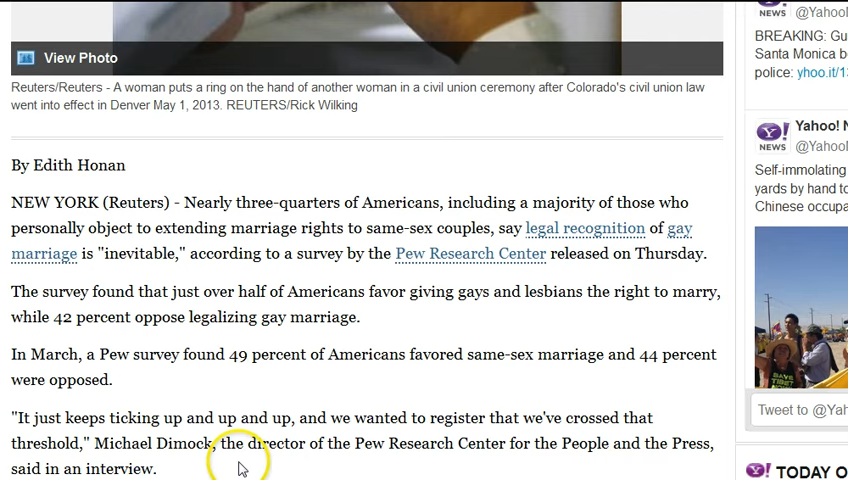 View Photo
Reuters/Reuters - A woman puts a ring on the hand of another woman in a civil union ceremony after Colorado's civil union law
went into effect in Denver May 1, 2013. REUTERS/Rick Wilking
By Edith Honan
NEW YORK (Reuters) - Nearly three-quarters of Americans, including a majority of those who
personally object to extending marriage rights to same-sex couples, say legal recognition of gay
marriage is "inevitable," according to a survey by the Pew Research Center released on Thursday.
The survey found that just over half of Americans favor giving gays and lesbians the right to marry,
while 42 percent oppose legalizing gay marriage.
In March, a Pew survey found 49 percent of Americans favored same-sex marriage and 44 percent
were opposed.
"It just keeps ticking up and up and up, and we wanted to register that we've crossed that
threshold," Michael Dimock, the director of the Pew Research Center for the People and the Press,
said in an interview.
NEWS
@Yahoo
BREAKING: Gu
Santa Monica b
police: yhoo.it/1
Y!
NEWS
Yahoo! N
@Yahoo
Self-immolating
yards by hand to
Chinese occupa
Tweet to @Yah
Y! TODAY O